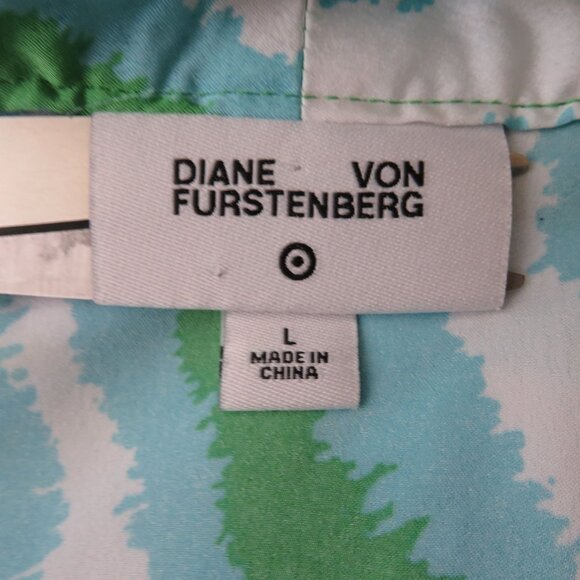 DIANE VON
FURSTENBERG
L
MADE IN
CHINA